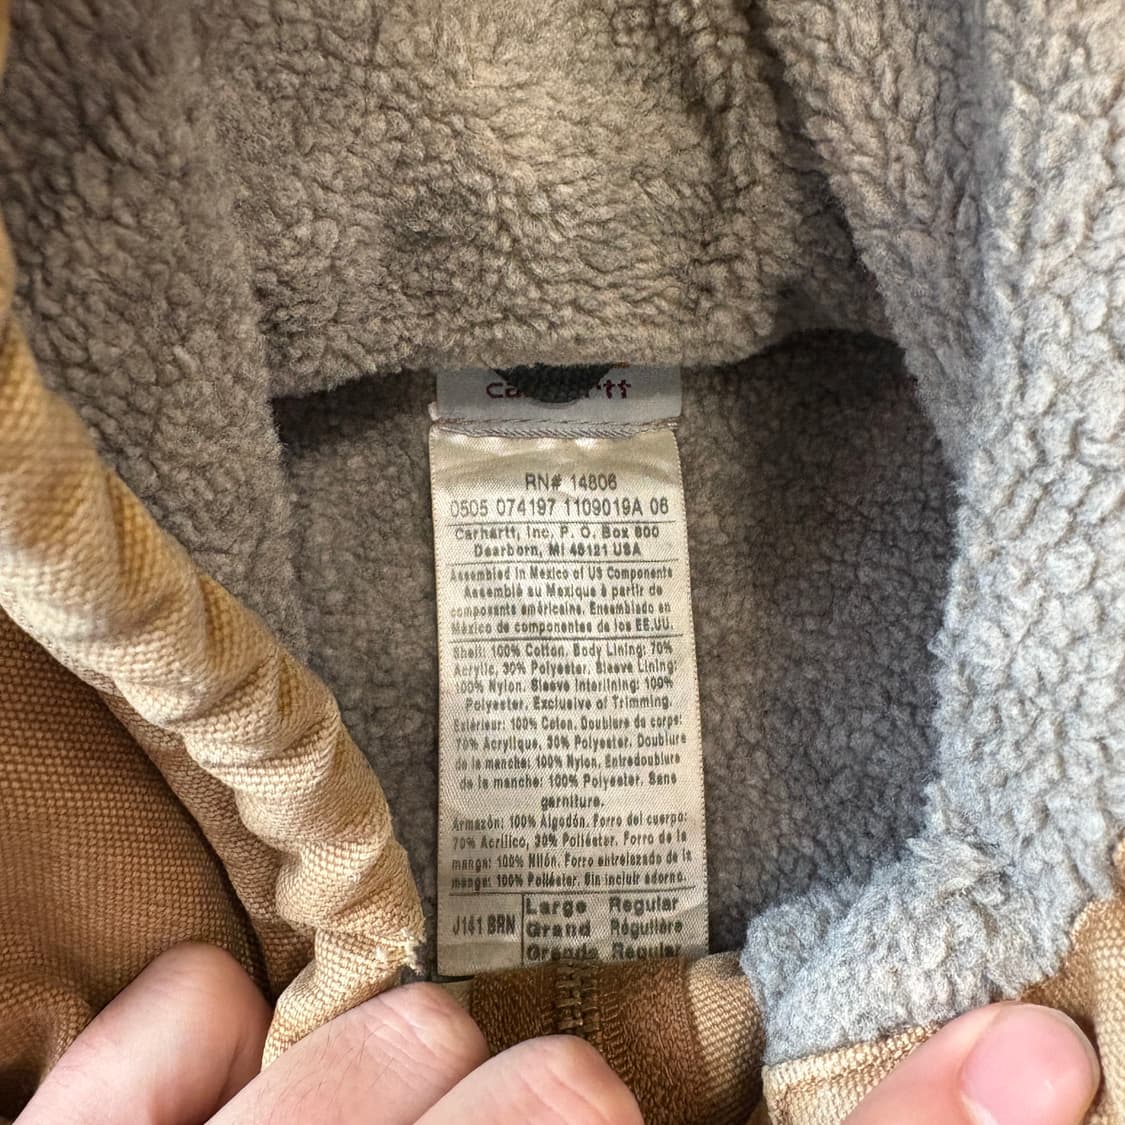 RN# 14806
0505 074197 1109019A 06
Carhartt, Inc, P. O. Box 600
Dearborn, MI 48121 USA
Assembled in Mexico of US Components
Assemblé au Mexique à partir de
composants américains. Ensamblado en
México de componentes de los EE.UU.
Shell: 100% Cotton. Body Lining: 70%
Acrylic, 30% Polyester. Sleeve Lining:
100% Nylon. Sleeve Interlining: 100%
Polyester. Exclusive of Trimming.
Extérieur: 100% Coton. Doublure de corps:
70% Acrylique, 30% Polyester. Doublure
de la manche: 100% Nylon. Entredoublure
de la manche: 100% Polyester. Sans
garniture.
Armazón: 100% Algodón. Forro del cuerpo:
70% Acrílico, 30% Poliéster. Forro de la
manga: 100% Nilón. Forro entrelazado de la
manga: 100% Poliéster. Sin incluir adorno.
J141 BRN
Large Regular
Grand Régulière
Grande Regular